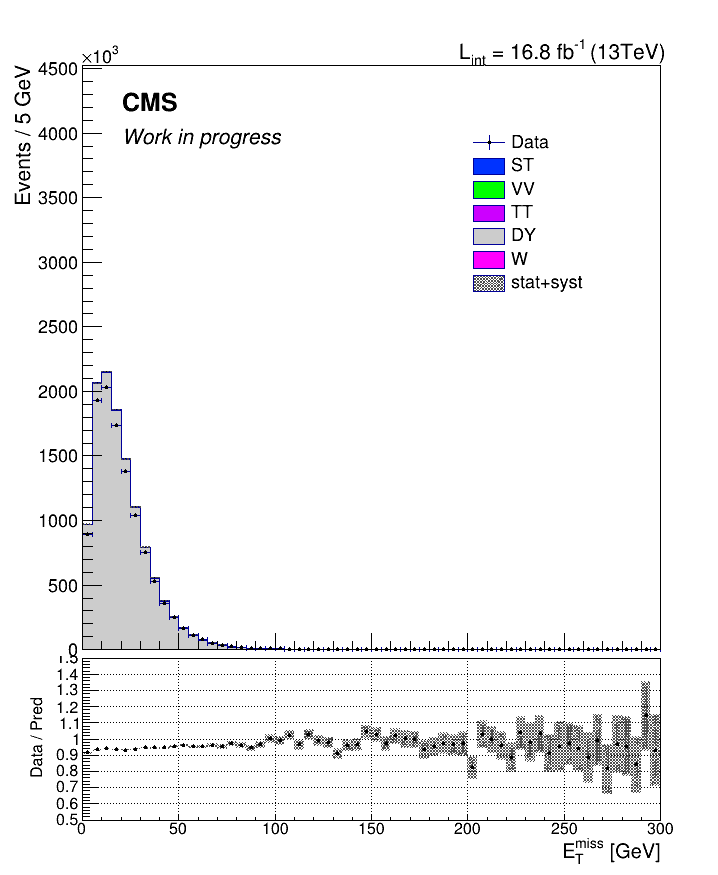 ×10³
L_int = 16.8 fb⁻¹ (13TeV)
Events / 5 GeV
4500
4000
3500
3000
2500
2000
1500
1000
500
0
CMS
Work in progress
Data
ST
VV
TT
DY
W
stat+syst
Data / Pred
1.5
1.4
1.3
1.2
1.1
1
0.9
0.8
0.7
0.6
0.5
0 50 100 150 200 250 300
E_T^miss [GeV]